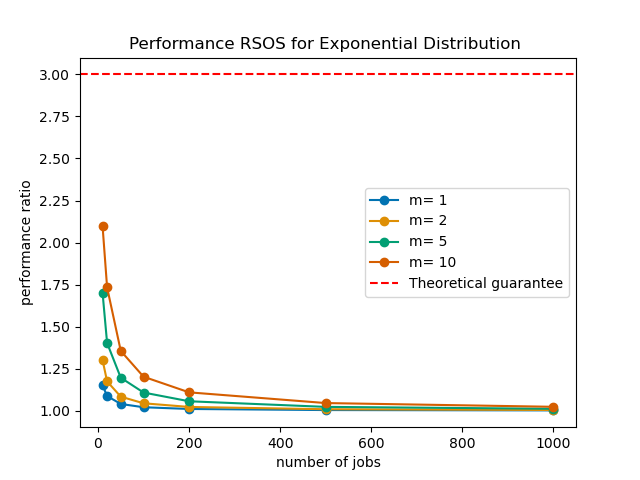 Performance RSOS for Exponential Distribution
performance ratio
3.00
2.75
2.50
2.25
2.00
1.75
1.50
1.25
1.00
m= 1
m= 2
m= 5
m= 10
Theoretical guarantee
0 200 400 600 800 1000
number of jobs